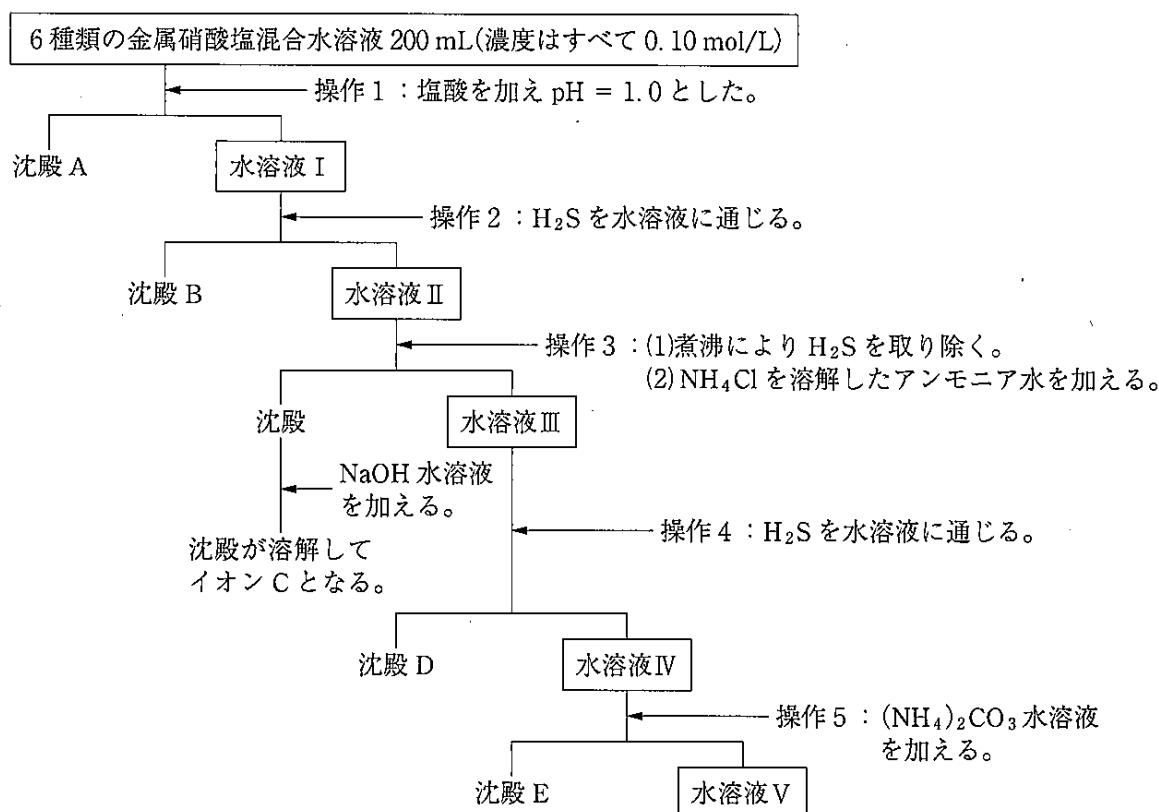 6種類の金属硝酸塩混合水溶液 200 mL(濃度はすべて 0.10 mol/L)
操作1:塩酸を加え pH = 1.0 とした。
沈殿 A
水溶液Ⅰ
操作2:H₂S を水溶液に通じる。
沈殿 B
水溶液Ⅱ
操作3:(1)煮沸により H₂S を取り除く。
(2) NH₄Cl を溶解したアンモニア水を加える。
沈殿
水溶液Ⅲ
NaOH 水溶液
を加える。
操作4:H₂S を水溶液に通じる。
沈殿が溶解して
イオン C となる。
沈殿 D
水溶液Ⅳ
操作5:(NH₄)₂CO₃ 水溶液
を加える。
沈殿 E
水溶液Ⅴ